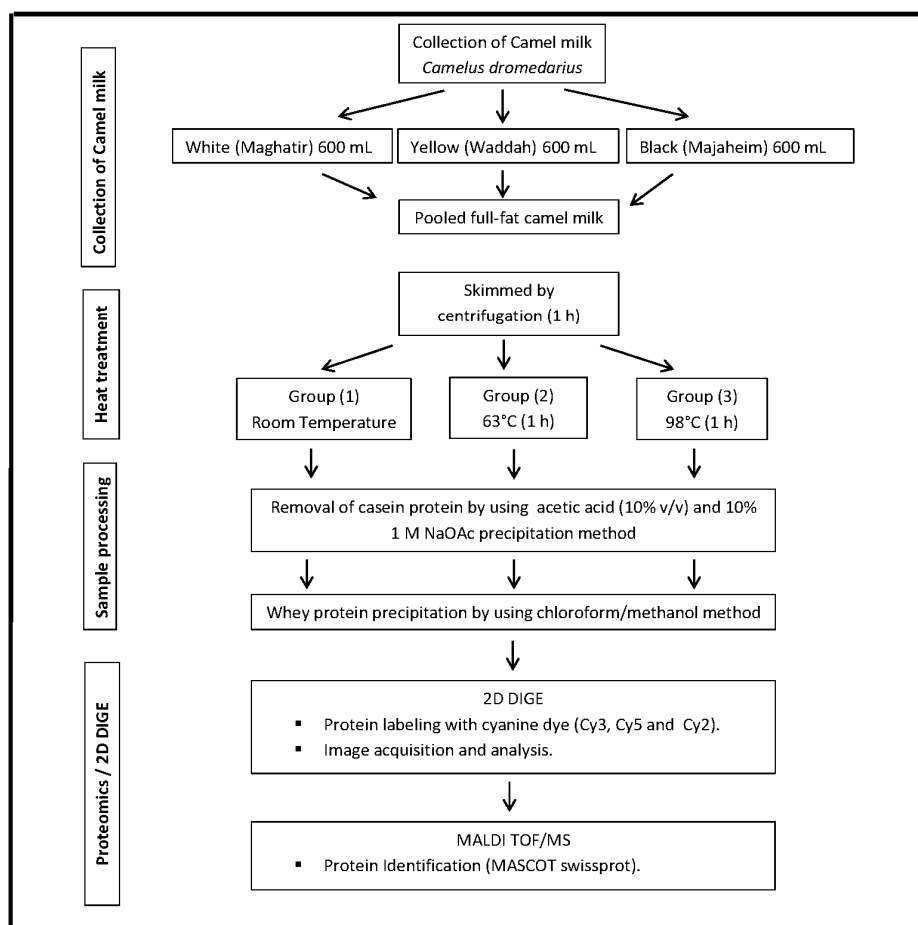 Collection of Camel milk
Collection of Camel milk
Camelus dromedarius
White (Maghatir) 600 mL
Yellow (Waddah) 600 mL
Black (Majaheim) 600 mL
Pooled full-fat camel milk
Heat treatment
Skimmed by
centrifugation (1 h)
Group (1)
Room Temperature
Group (2)
63°C (1 h)
Group (3)
98°C (1 h)
Sample processing
Removal of casein protein by using acetic acid (10% v/v) and 10%
1 M NaOAc precipitation method
Whey protein precipitation by using chloroform/methanol method
Proteomics / 2D DIGE
2D DIGE
▪ Protein labeling with cyanine dye (Cy3, Cy5 and Cy2).
▪ Image acquisition and analysis.
MALDI TOF/MS
▪ Protein Identification (MASCOT swissprot).